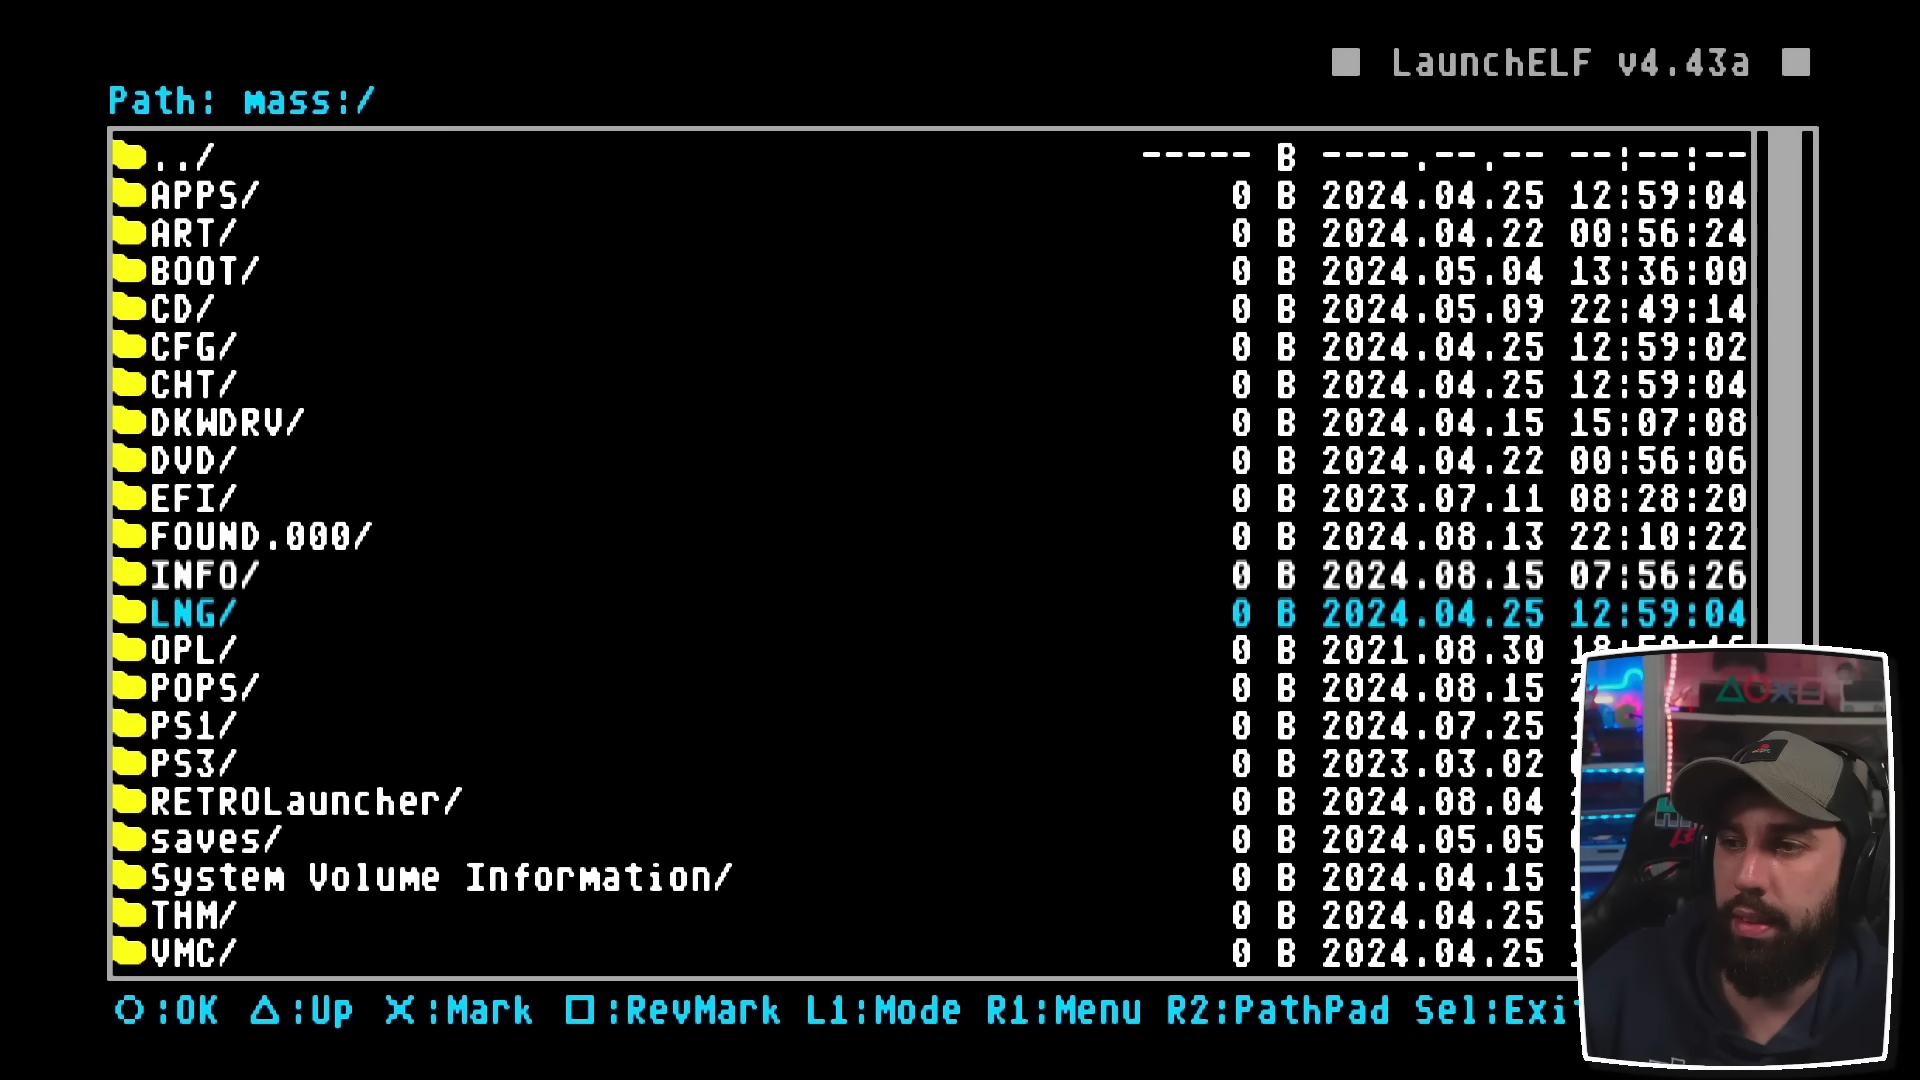 LaunchELF v4.43a
Path: mass:/
../ ----- B ----.--.-- --:--:--
APPS/ 0 B 2024.04.25 12:59:04
ART/ 0 B 2024.04.22 00:56:24
BOOT/ 0 B 2024.05.04 13:36:00
CD/ 0 B 2024.05.09 22:49:14
CFG/ 0 B 2024.04.25 12:59:02
CHT/ 0 B 2024.04.25 12:59:04
DKWDRV/ 0 B 2024.04.15 15:07:08
DVD/ 0 B 2024.04.22 00:56:06
EFI/ 0 B 2023.07.11 08:28:20
FOUND.000/ 0 B 2024.08.13 22:10:22
INFO/ 0 B 2024.08.15 07:56:26
LNG/ 0 B 2024.04.25 12:59:04
OPL/ 0 B 2021.08.30
POPS/ 0 B 2024.08.15
PS1/ 0 B 2024.07.25
PS3/ 0 B 2023.03.02
RETROLauncher/ 0 B 2024.08.04
saves/ 0 B 2024.05.05
System Volume Information/ 0 B 2024.04.15
THM/ 0 B 2024.04.25
VMC/ 0 B 2024.04.25
○:OK △:Up ✕:Mark □:RevMark L1:Mode R1:Menu R2:PathPad Sel:Exi